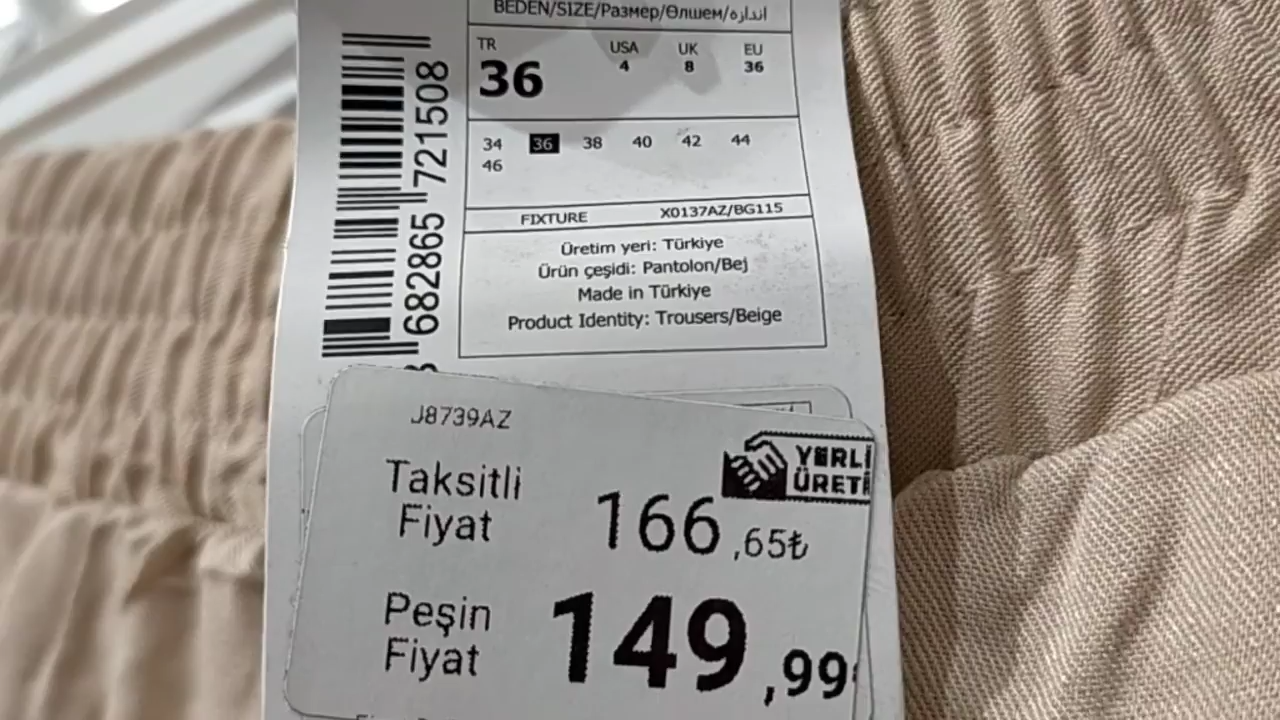 BEDEN/SIZE/Размер/Өлшем/اندازه
TR USA UK EU
36 4 8 36
34 36 38 40 42 44
46
FIXTURE X0137AZ/BG115
Üretim yeri: Türkiye
Ürün çeşidi: Pantolon/Bej
Made in Türkiye
Product Identity: Trousers/Beige
682865 721508
J8739AZ
YERLİ
ÜRETİ
Taksitli
Fiyat 166,65₺
Peşin
Fiyat 149,99